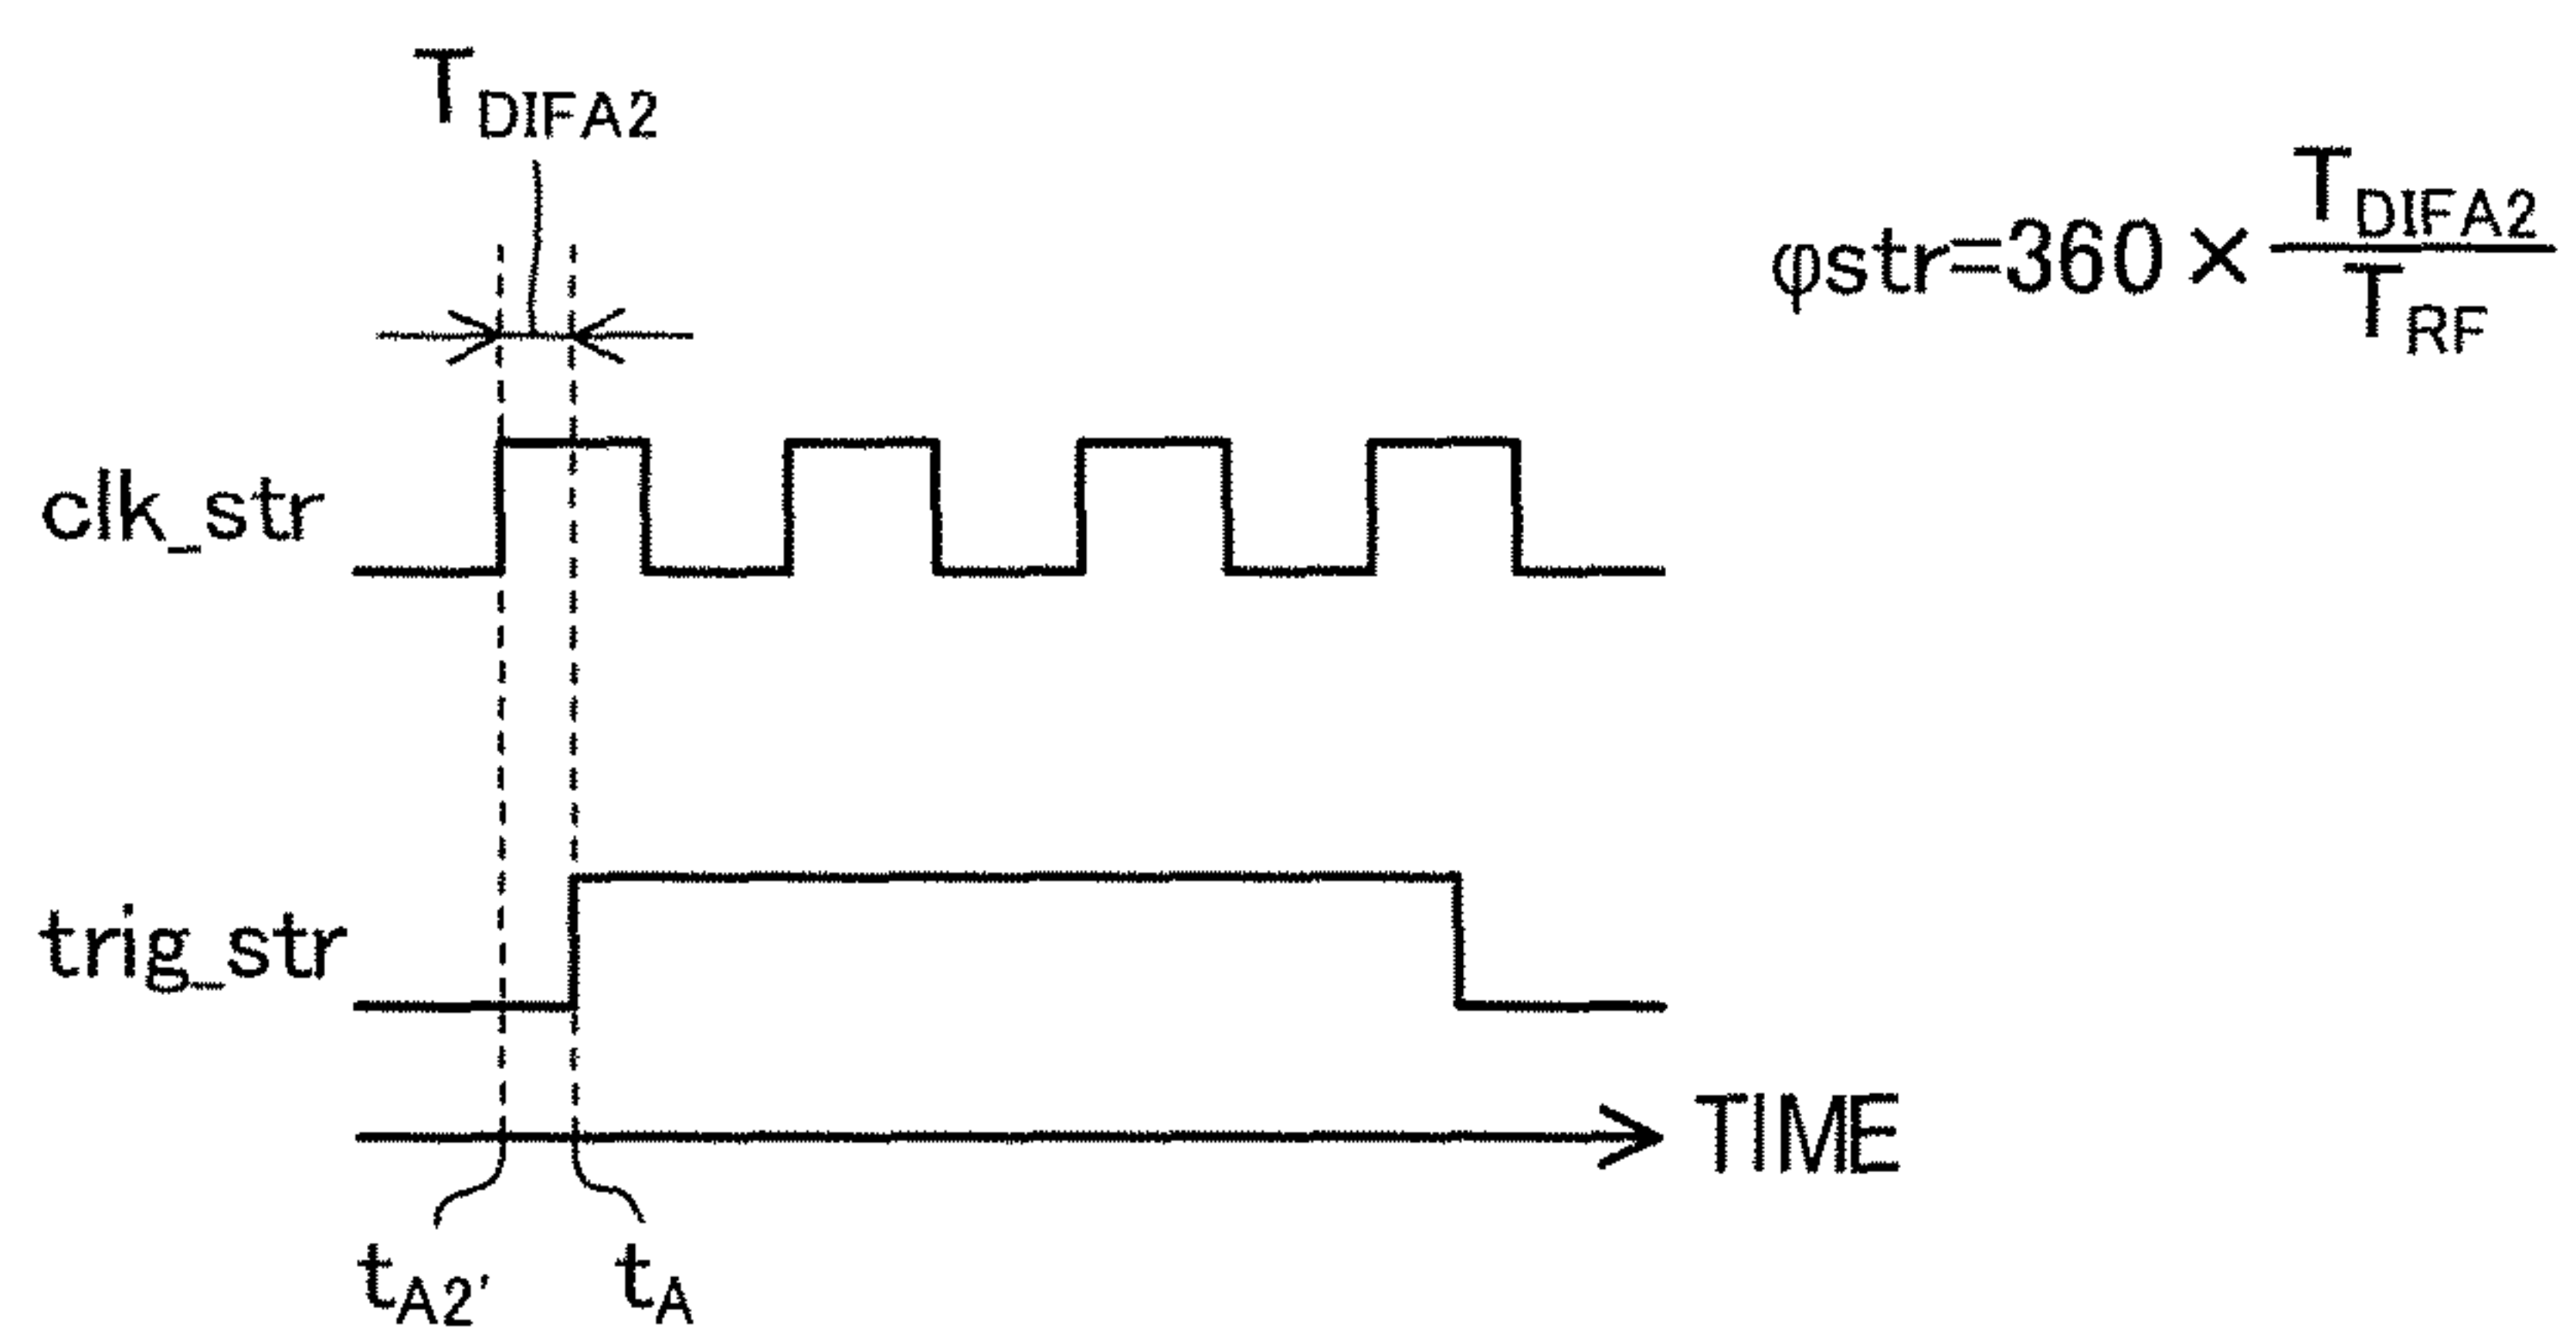 T_DIFA2
φstr=360×T_DIFA2/T_RF
clk_str
trig_str
TIME
t_A2' t_A